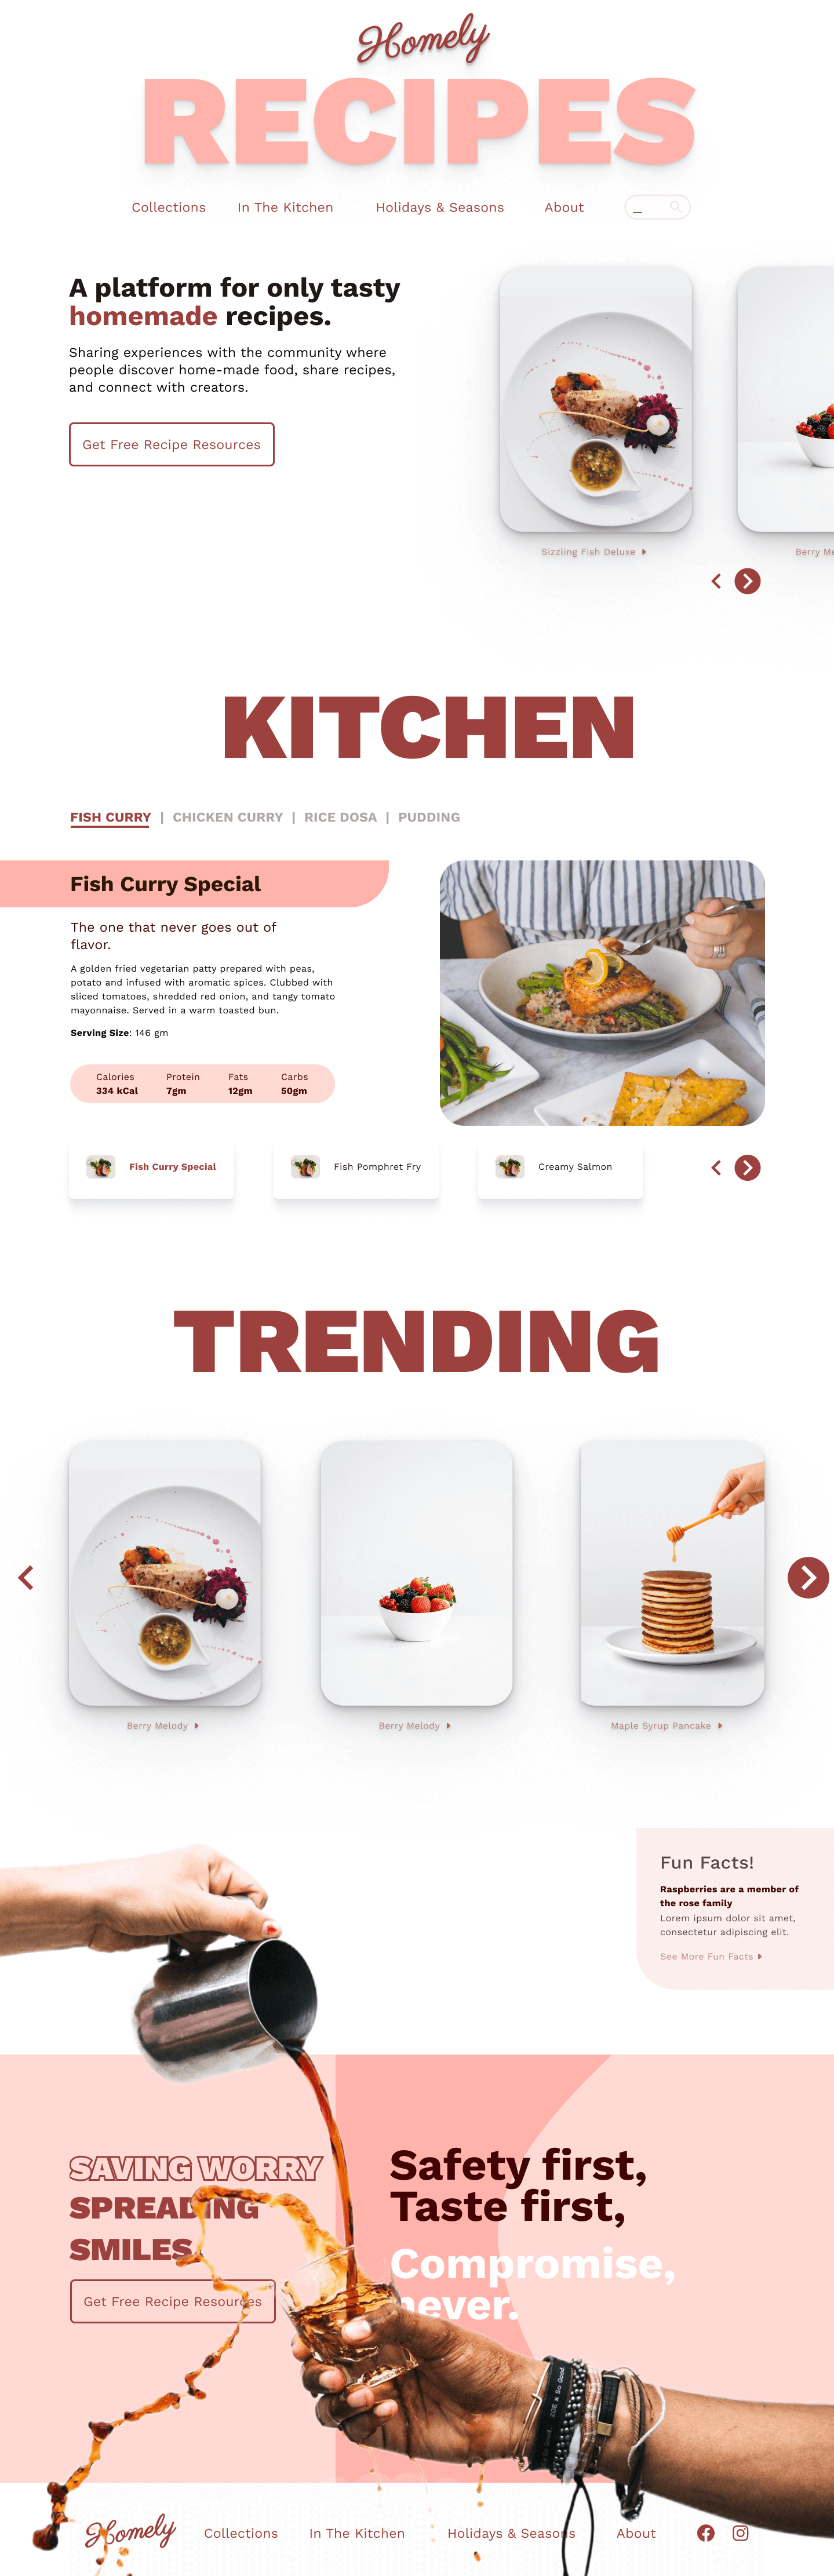 Homely
RECIPES
Collections In The Kitchen Holidays & Seasons About _
A platform for only tasty
homemade recipes.
Sharing experiences with the community where
people discover home-made food, share recipes,
and connect with creators.
Get Free Recipe Resources
Sizzling Fish Deluxe
Berry Me
KITCHEN
FISH CURRY | CHICKEN CURRY | RICE DOSA | PUDDING
Fish Curry Special
The one that never goes out of
flavor.
A golden fried vegetarian patty prepared with peas,
potato and infused with aromatic spices. Clubbed with
sliced tomatoes, shredded red onion, and tangy tomato
mayonnaise. Served in a warm toasted bun.
Serving Size: 146 gm
Calories Protein Fats Carbs
334 kCal 7gm 12gm 50gm
Fish Curry Special
Fish Pomphret Fry
Creamy Salmon
TRENDING
Berry Melody
Berry Melody
Maple Syrup Pancake
Fun Facts!
Raspberries are a member of
the rose family
Lorem ipsum dolor sit amet,
consectetur adipiscing elit.
See More Fun Facts
SAVING WORRY
SPREADING
SMILES
Get Free Recipe Resources
Safety first,
Taste first,
Compromise,
never.
ZOE x So Good
Homely Collections In The Kitchen Holidays & Seasons About